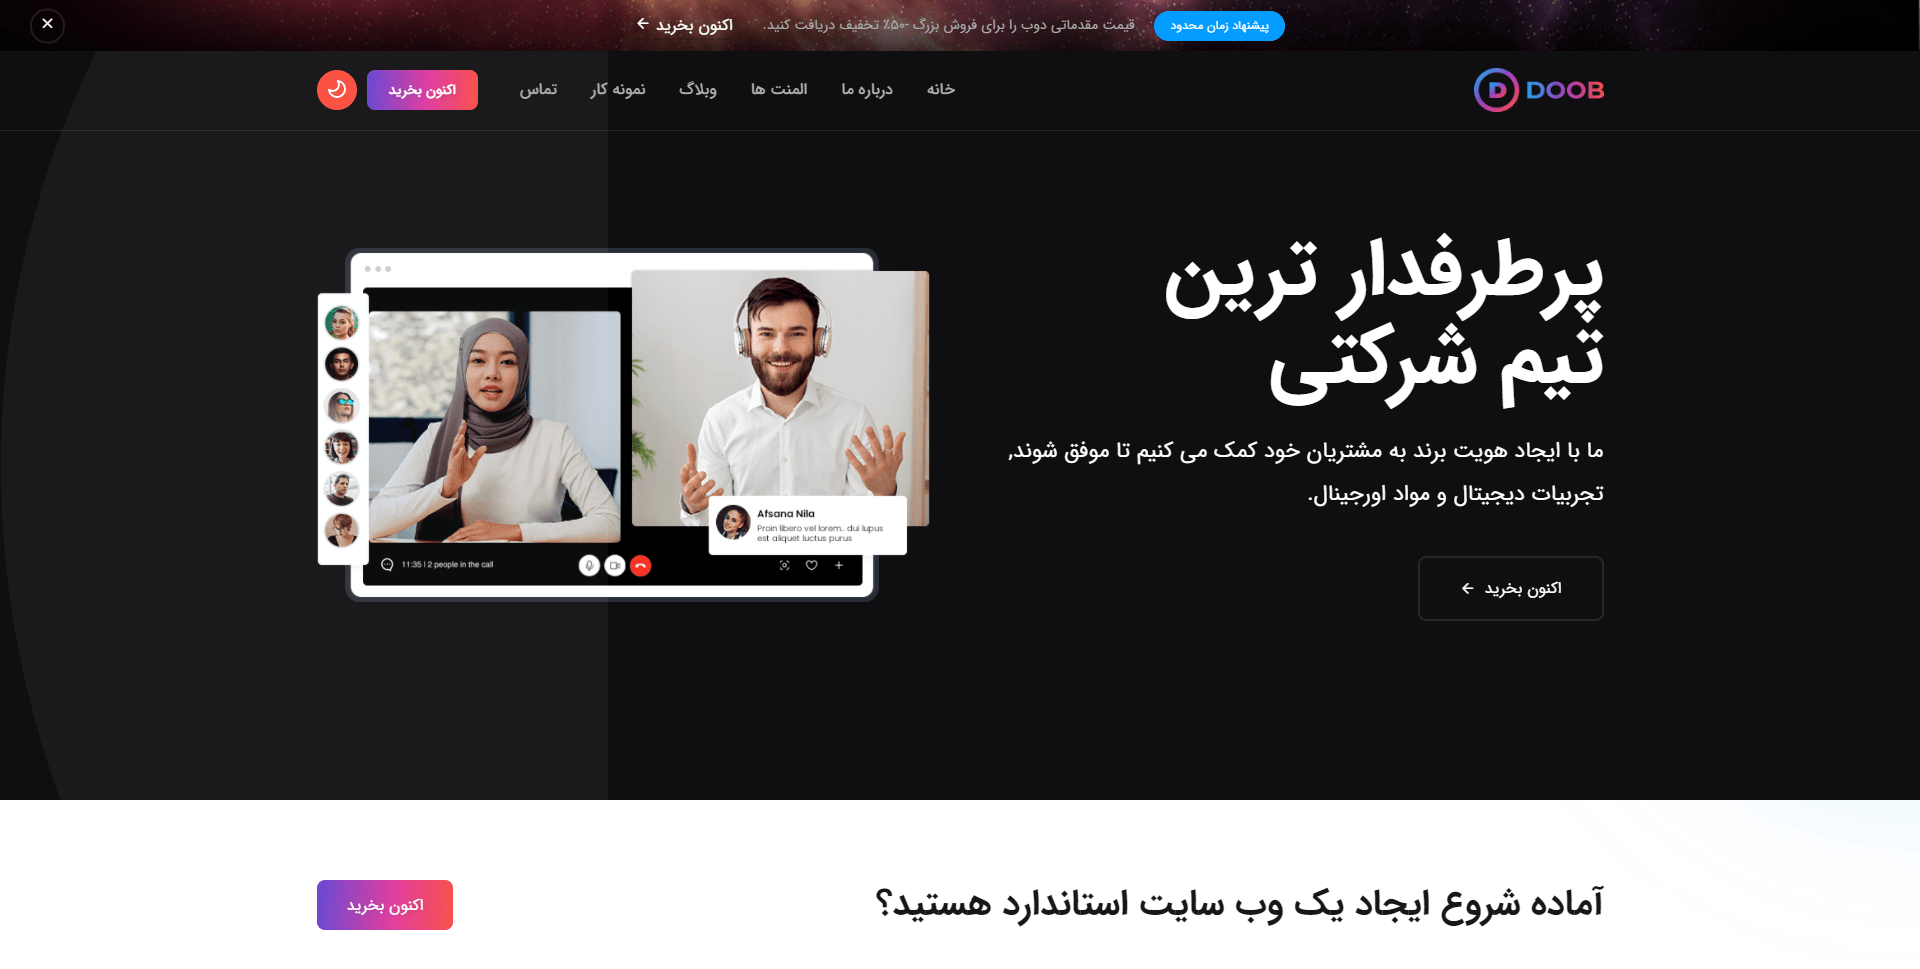 پیشنهاد زمان محدود
قیمت مقدماتی دوب را برای فروش بزرگ -۵۰٪ تخفیف دریافت کنید.
اکنون بخرید
DOOB
خانه
درباره ما
المنت ها
وبلاگ
نمونه کار
تماس
اکنون بخرید
پرطرفدار ترین
تیم شرکتی
ما با ایجاد هویت برند به مشتریان خود کمک می کنیم تا موفق شوند,
تجربیات دیجیتال و مواد اورجینال.
اکنون بخرید
Afsana Nila
Proin libero vel lorem.. dui lupus
est aliquet luctus purus
11:35 | 2 people in the call
آماده شروع ایجاد یک وب سایت استاندارد هستید؟
اکنون بخرید